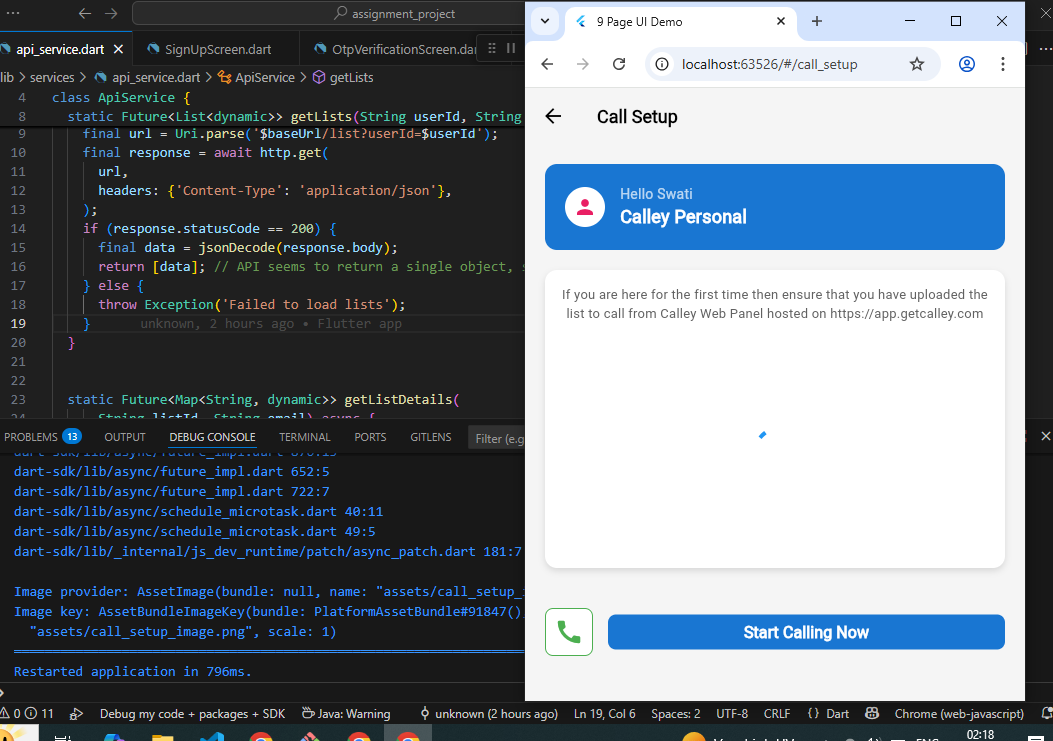 assignment_project
api_service.dart
SignUpScreen.dart
OtpVerificationScreen.dar
lib > services > api_service.dart > ApiService > getLists
4 class ApiService {
8 static Future<List<dynamic>> getLists(String userId, String
9 final url = Uri.parse('$baseUrl/list?userId=$userId');
10 final response = await http.get(
11 url,
12 headers: {'Content-Type': 'application/json'},
13 );
14 if (response.statusCode == 200) {
15 final data = jsonDecode(response.body);
16 return [data]; // API seems to return a single object, s
17 } else {
18 throw Exception('Failed to load lists');
19 } unknown, 2 hours ago • Flutter app
20 }
21
22
23 static Future<Map<String, dynamic>> getListDetails(
24 String listId, String email) async {
PROBLEMS 13 OUTPUT DEBUG CONSOLE TERMINAL PORTS GITLENS Filter (e.g
dart-sdk/lib/async/future_impl.dart
dart-sdk/lib/async/future_impl.dart 652:5
dart-sdk/lib/async/future_impl.dart 722:7
dart-sdk/lib/async/schedule_microtask.dart 40:11
dart-sdk/lib/async/schedule_microtask.dart 49:5
dart-sdk/lib/_internal/js_dev_runtime/patch/async_patch.dart 181:7
Image provider: AssetImage(bundle: null, name: "assets/call_setup_i
Image key: AssetBundleImageKey(bundle: PlatformAssetBundle#91847()
"assets/call_setup_image.png", scale: 1)
Restarted application in 796ms.
9 Page UI Demo
localhost:63526/#/call_setup
Call Setup
Hello Swati
Calley Personal
If you are here for the first time then ensure that you have uploaded the
list to call from Calley Web Panel hosted on https://app.getcalley.com
Start Calling Now
0 11 Debug my code + packages + SDK Java: Warning unknown (2 hours ago) Ln 19, Col 6 Spaces: 2 UTF-8 CRLF {} Dart Chrome (web-javascript)
02:18